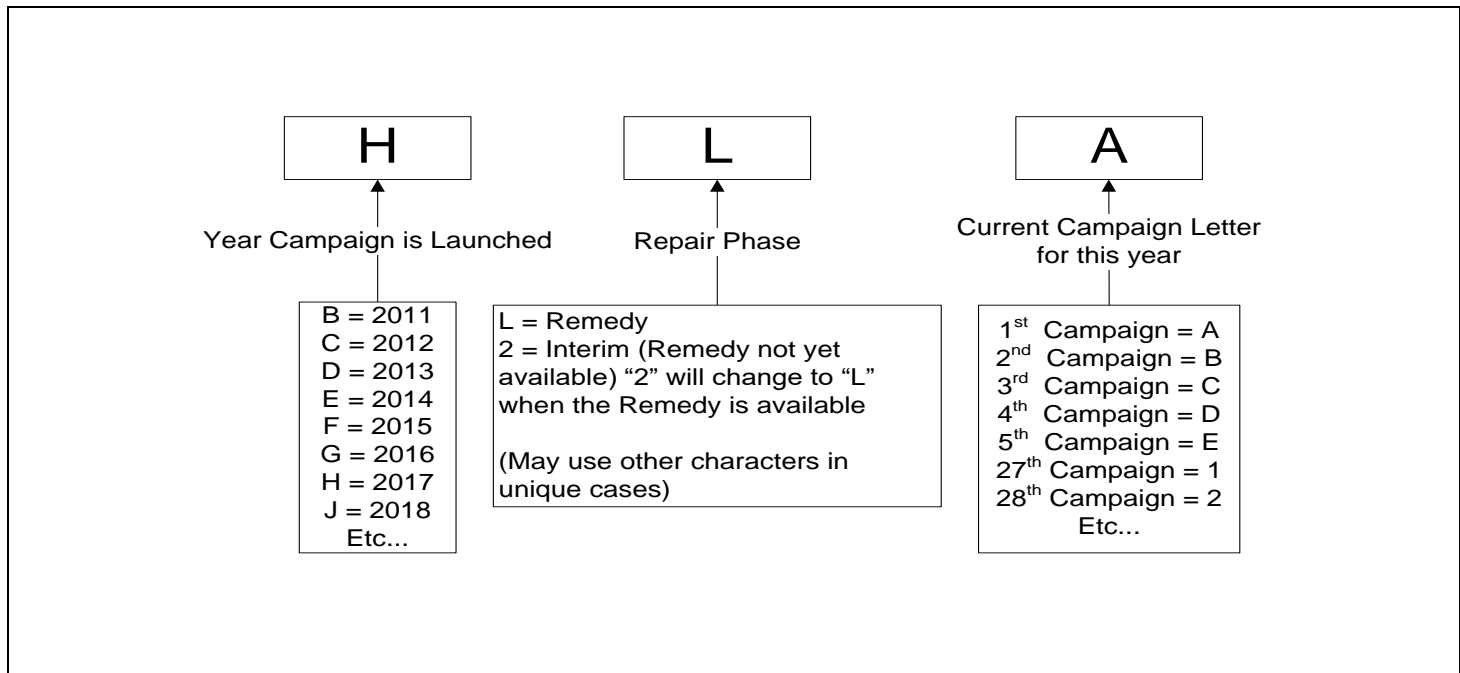 H
L
A
Year Campaign is Launched
Repair Phase
Current Campaign Letter
for this year
B = 2011
C = 2012
D = 2013
E = 2014
F = 2015
G = 2016
H = 2017
J = 2018
Etc...
L = Remedy
2 = Interim (Remedy not yet
available) “2” will change to “L”
when the Remedy is available
(May use other characters in
unique cases)
1st Campaign = A
2nd Campaign = B
3rd Campaign = C
4th Campaign = D
5th Campaign = E
27th Campaign = 1
28th Campaign = 2
Etc...